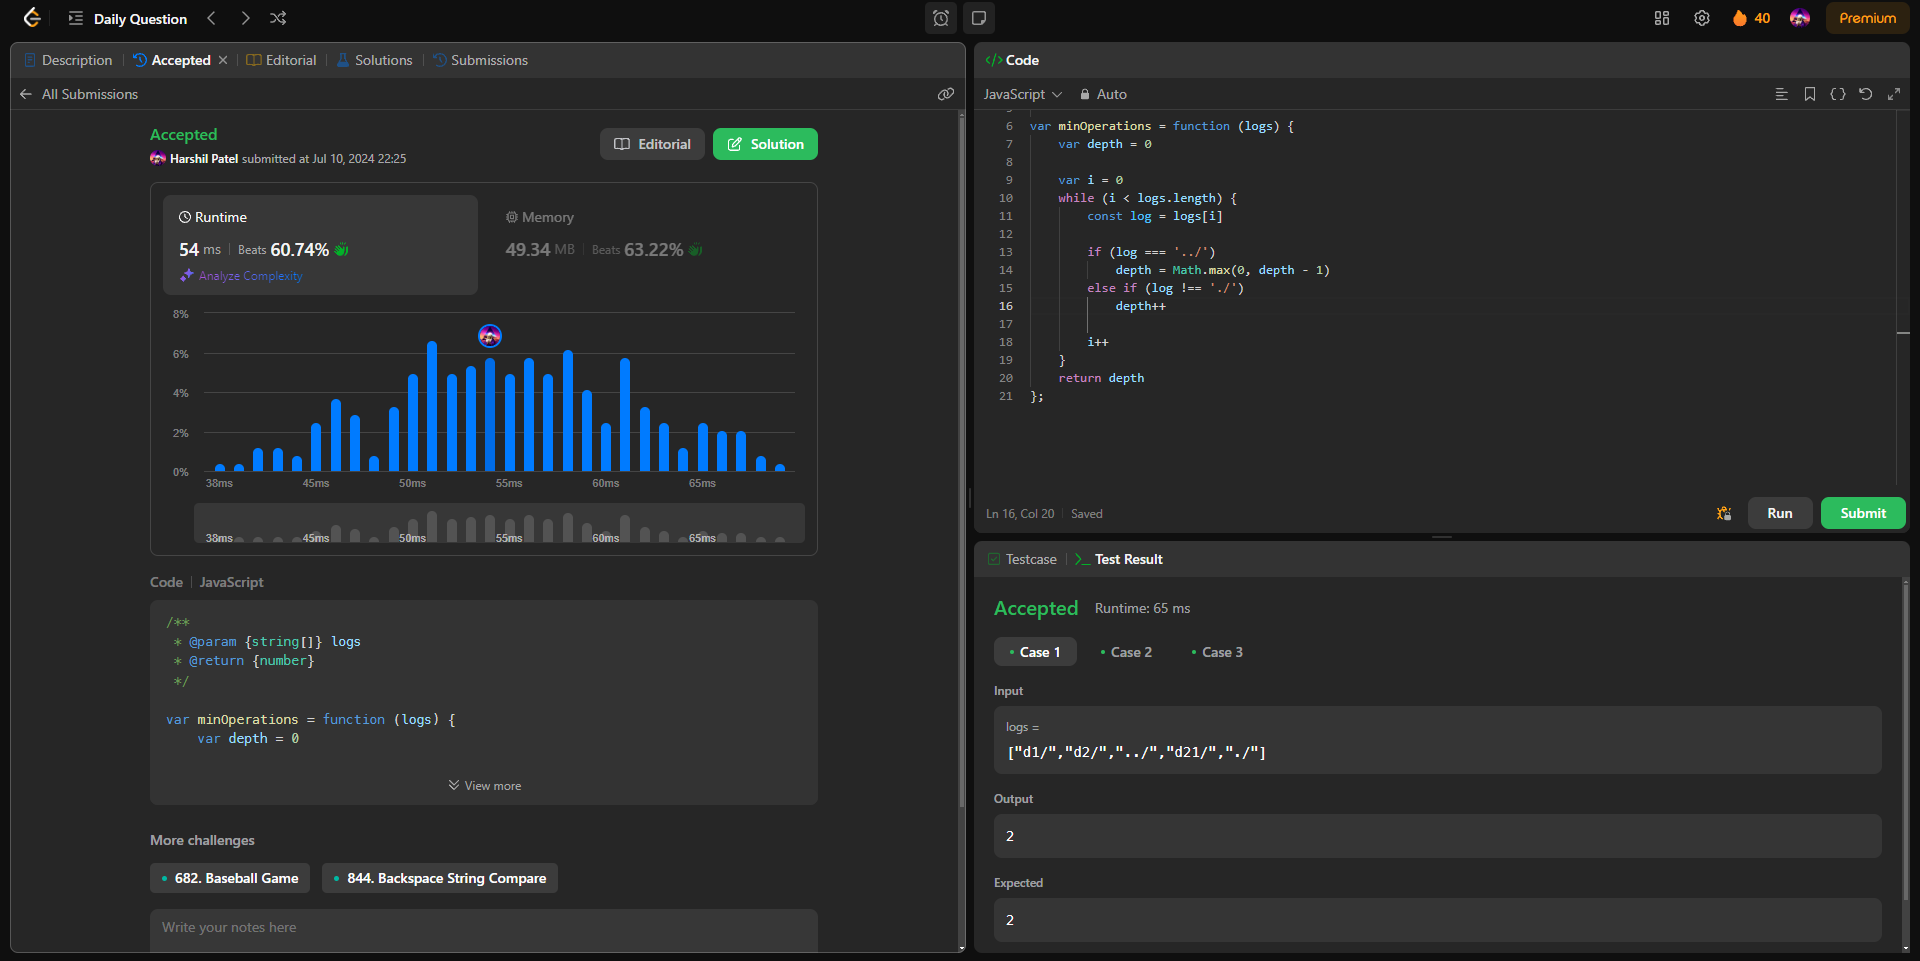 Daily Question
40
Premium
Description
Accepted
Editorial
Solutions
Submissions
All Submissions
Accepted
Harshil Patel submitted at Jul 10, 2024 22:25
Editorial
Solution
Runtime
54 ms
Beats 60.74%
Analyze Complexity
Memory
49.34 MB
Beats 63.22%
8%
6%
4%
2%
0%
38ms 45ms 50ms 55ms 60ms 65ms
38ms 45ms 50ms 55ms 60ms 65ms
Code
JavaScript
/**
 * @param {string[]} logs
 * @return {number}
 */
var minOperations = function (logs) {
    var depth = 0
View more
More challenges
682. Baseball Game
844. Backspace String Compare
Write your notes here
</> Code
JavaScript
Auto
6 var minOperations = function (logs) {
7     var depth = 0
8
9     var i = 0
10     while (i < logs.length) {
11         const log = logs[i]
12
13         if (log === '../')
14             depth = Math.max(0, depth - 1)
15         else if (log !== './')
16             depth++
17
18         i++
19     }
20     return depth
21 };
Ln 16, Col 20
Saved
Run
Submit
Testcase
Test Result
Accepted
Runtime: 65 ms
Case 1
Case 2
Case 3
Input
logs =
["d1/","d2/","../","d21/","./"]
Output
2
Expected
2